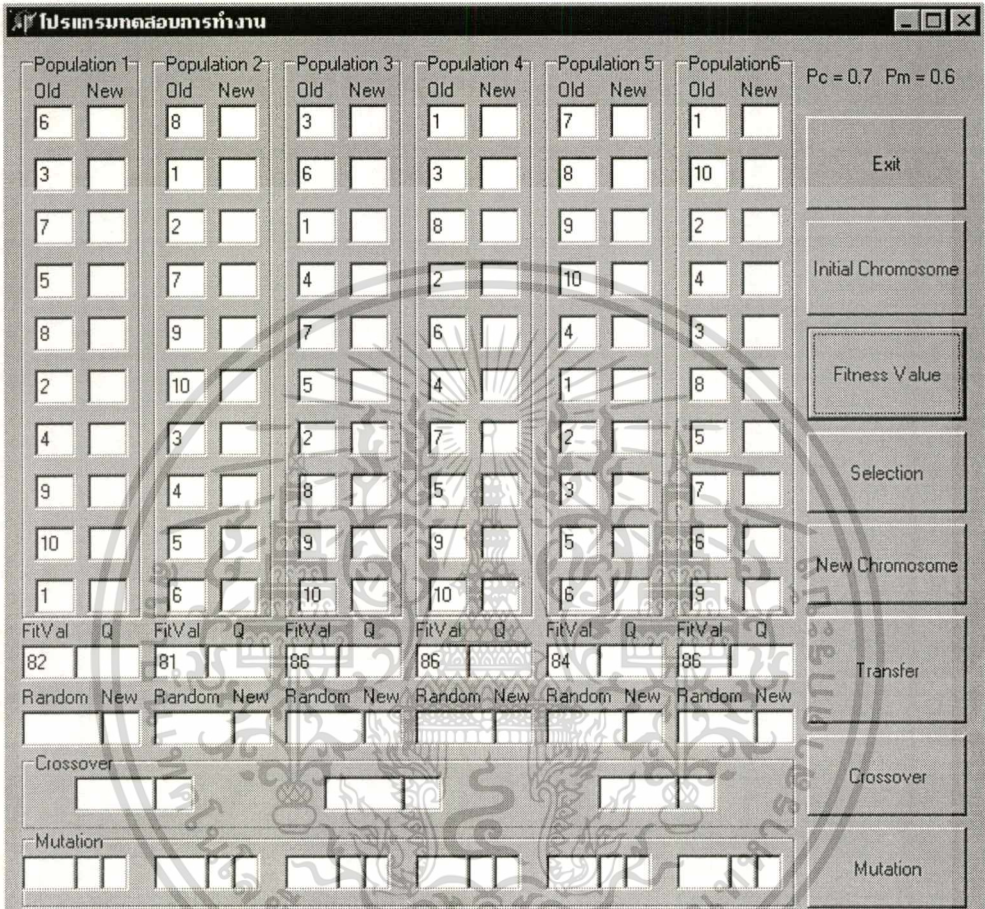 โปรแกรมทดสอบการทำงาน
Population 1 Population 2 Population 3 Population 4 Population 5 Population6 Pc = 0.7 Pm = 0.6
Old New Old New Old New Old New Old New Old New
6 8 3 1 7 1
Exit
3 1 6 3 8 10
7 2 1 8 9 2
Initial Chromosome
5 7 4 2 10 4
8 9 7 6 4 3
Fitness Value
2 10 5 4 1 8
4 3 2 7 2 5
Selection
9 4 8 5 3 7
10 5 9 9 5 6
New Chromosome
1 6 10 10 6 9
FitVal Q FitVal Q FitVal Q FitVal Q FitVal Q FitVal Q
82 81 86 86 84 86
Transfer
Random New Random New Random New Random New Random New Random New
Crossover
Crossover
Mutation
Mutation